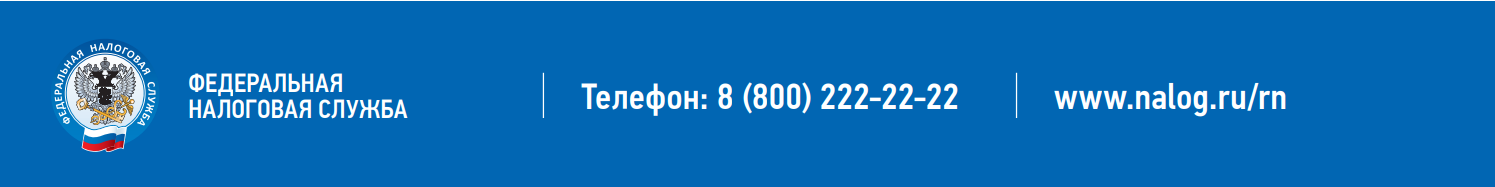 ФЕДЕРАЛЬНАЯ НАЛОГОВАЯ СЛУЖБА
ФЕДЕРАЛЬНАЯ
НАЛОГОВАЯ СЛУЖБА
Телефон: 8 (800) 222-22-22
www.nalog.ru/rn